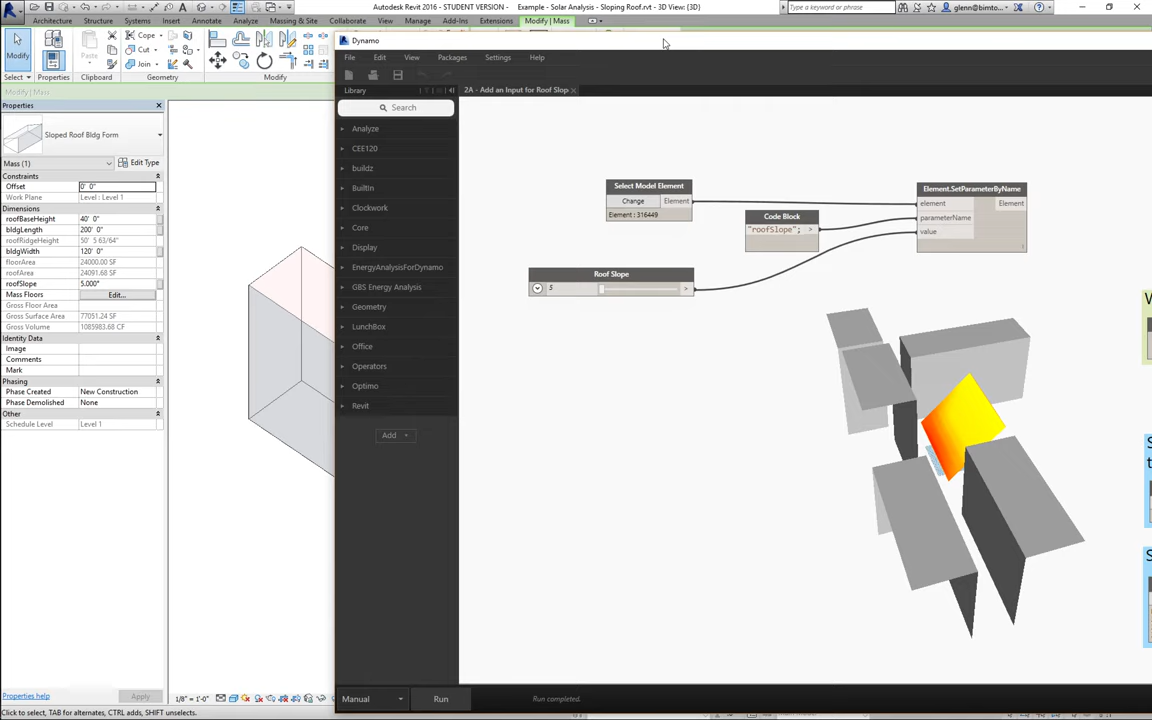 Autodesk Revit 2016 - STUDENT VERSION - Example - Solar Analysis - Sloping Roof.rvt - 3D View: {3D}
Type a keyword or phrase
glenn@bimto...
Architecture Structure Systems Insert Annotate Analyze Massing & Site Collaborate View Manage Add-Ins Extensions Modify | Mass
Modify
Properties
Paste
Cope
Cut
Join
Select Properties Clipboard Geometry Modify
Modify | Mass
Properties
Sloped Roof Bldg Form
Mass (1)
Edit Type
Constraints
Offset 0' 0"
Work Plane Level : Level 1
Dimensions
roofBaseHeight 40' 0"
bldgLength 200' 0"
roofRidgeHeight 50' 5 63/64"
bldgWidth 120' 0"
floorArea 24000.00 SF
roofArea 24091.68 SF
roofSlope 5.000°
Mass Floors Edit...
Gross Floor Area
Gross Surface Area 77051.24 SF
Gross Volume 1085983.68 CF
Identity Data
Image
Comments
Mark
Phasing
Phase Created New Construction
Phase Demolished None
Other
Schedule Level Level 1
Properties help
Apply
1/8" = 1'-0"
Click to select, TAB for alternates, CTRL adds, SHIFT unselects.
Dynamo
File Edit View Packages Settings Help
Library
2A - Add an Input for Roof Slop
Search
Analyze
CEE120
buildz
BuiltIn
Clockwork
Core
Display
EnergyAnalysisForDynamo
GBS Energy Analysis
Geometry
LunchBox
Office
Operators
Optimo
Revit
Add
Select Model Element
Change Element
Element : 316449
Code Block
"roofSlope"; >
Element.SetParameterByName
element Element
parameterName
value
Roof Slope
5 >
Manual
Run
Run completed.